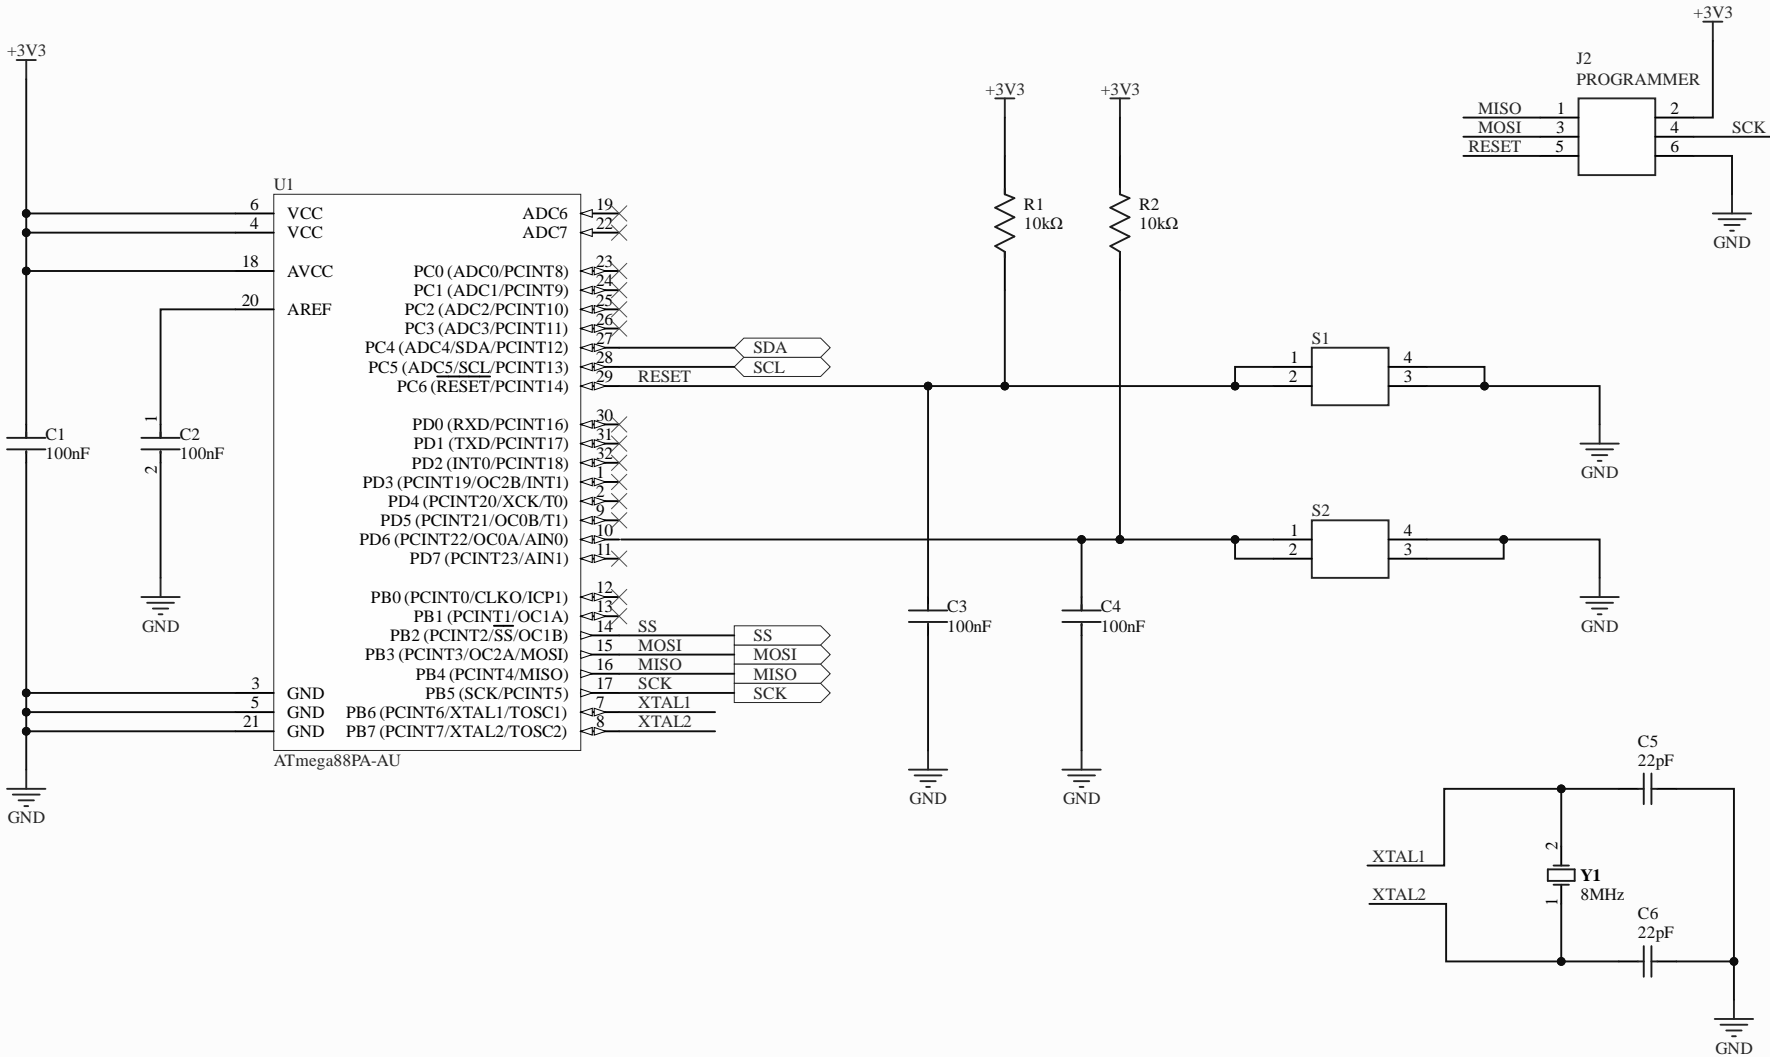 +3V3
J2
PROGRAMMER
MISO 1 2
MOSI 3 4 SCK
RESET 5 6
GND
+3V3
+3V3
+3V3
R1
10kΩ
R2
10kΩ
U1
6 VCC
4 VCC
18 AVCC
20 AREF
ADC6 19
ADC7 22
PC0 (ADC0/PCINT8) 23
PC1 (ADC1/PCINT9) 24
PC2 (ADC2/PCINT10) 25
PC3 (ADC3/PCINT11) 26
PC4 (ADC4/SDA/PCINT12) 27 SDA
PC5 (ADC5/SCL/PCINT13) 28 SCL
PC6 (RESET/PCINT14) 29 RESET
PD0 (RXD/PCINT16) 30
PD1 (TXD/PCINT17) 31
PD2 (INT0/PCINT18) 32
PD3 (PCINT19/OC2B/INT1) 1
PD4 (PCINT20/XCK/T0) 2
PD5 (PCINT21/OC0B/T1) 9
PD6 (PCINT22/OC0A/AIN0) 10
PD7 (PCINT23/AIN1) 11
PB0 (PCINT0/CLKO/ICP1) 12
PB1 (PCINT1/OC1A) 13
PB2 (PCINT2/SS/OC1B) 14 SS SS
PB3 (PCINT3/OC2A/MOSI) 15 MOSI MOSI
PB4 (PCINT4/MISO) 16 MISO MISO
PB5 (SCK/PCINT5) 17 SCK SCK
PB6 (PCINT6/XTAL1/TOSC1) 7 XTAL1
PB7 (PCINT7/XTAL2/TOSC2) 8 XTAL2
3 GND
5 GND
21 GND
ATmega88PA-AU
C1
100nF
GND
1
C2
100nF
2
GND
S1
1 4
2 3
GND
S2
1 4
2 3
GND
C3
100nF
GND
C4
100nF
GND
C5
22pF
XTAL1
XTAL2
2
Y1
8MHz
1
C6
22pF
GND